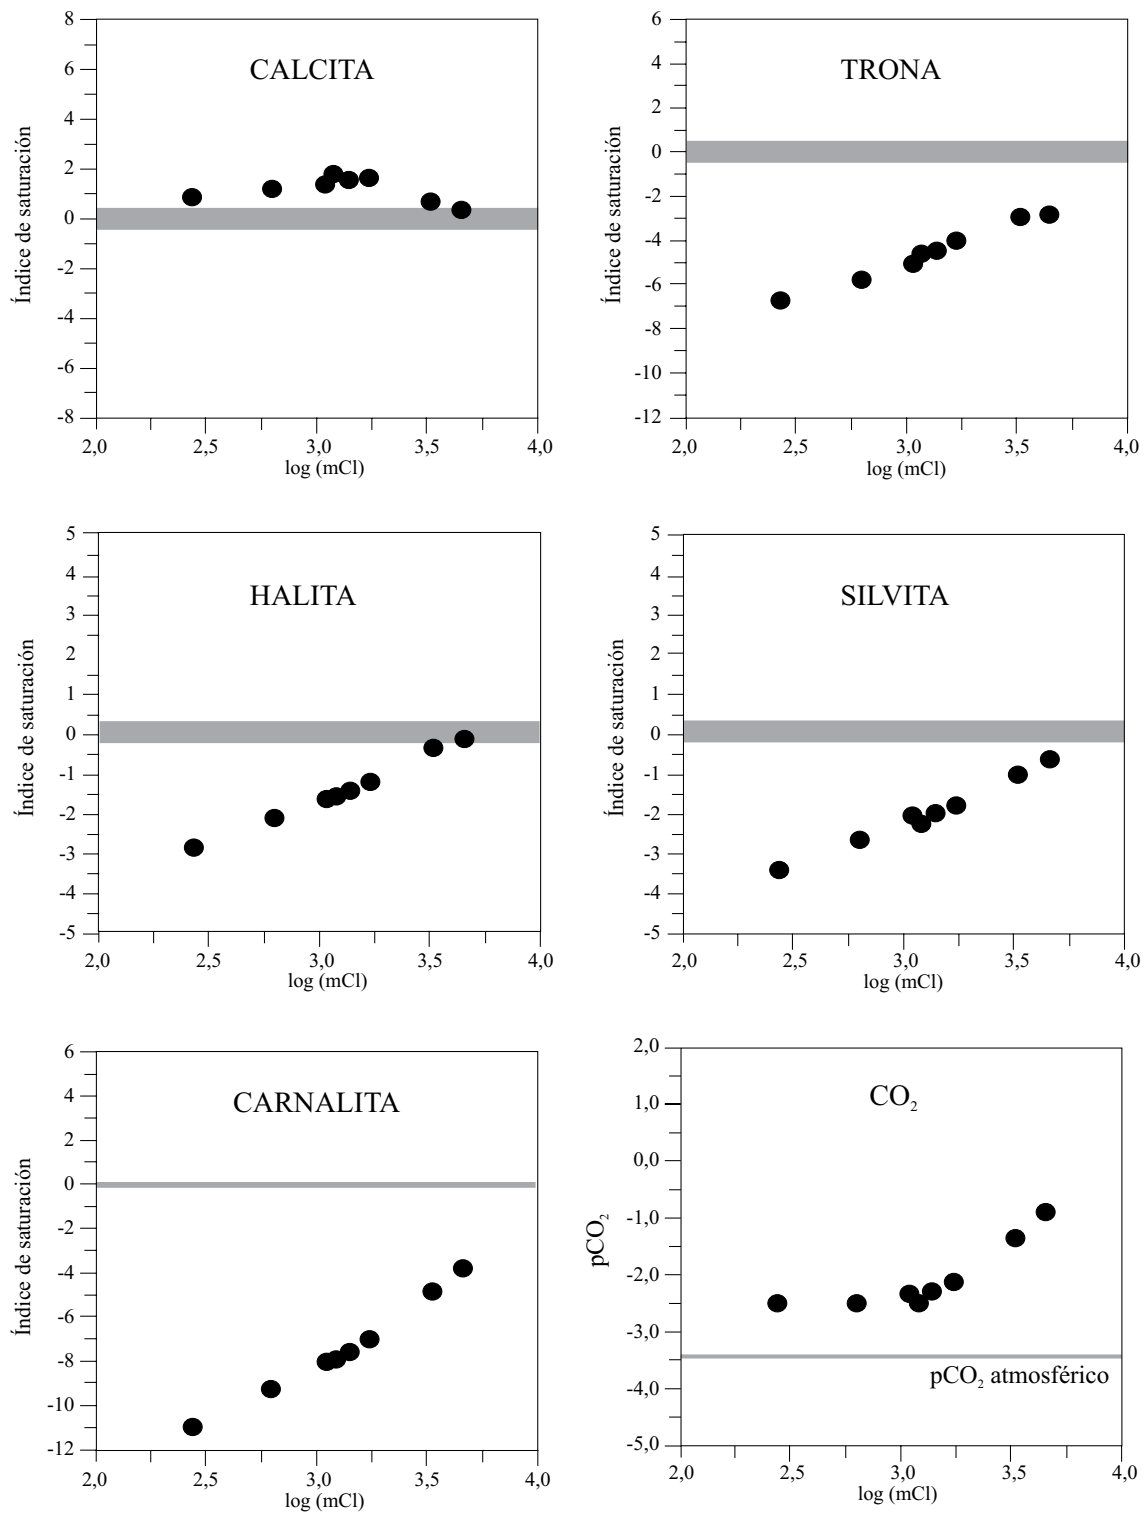 CALCITA
Índice de saturación
8
6
4
2
0
-2
-4
-6
-8
2,0 2,5 3,0 3,5 4,0
log (mCl)
TRONA
Índice de saturación
6
4
2
0
-2
-4
-6
-8
-10
-12
2,0 2,5 3,0 3,5 4,0
log (mCl)
HALITA
Índice de saturación
5
4
3
2
1
0
-1
-2
-3
-4
-5
2,0 2,5 3,0 3,5 4,0
log (mCl)
SILVITA
Índice de saturación
5
4
3
2
1
0
-1
-2
-3
-4
-5
2,0 2,5 3,0 3,5 4,0
log (mCl)
CARNALITA
Índice de saturación
6
4
2
0
-2
-4
-6
-8
-10
-12
2,0 2,5 3,0 3,5 4,0
log (mCl)
CO₂
pCO₂
2,0
1,0
0,0
-1,0
-2,0
-3,0
-4,0
-5,0
pCO₂ atmosférico
2,0 2,5 3,0 3,5 4,0
log (mCl)